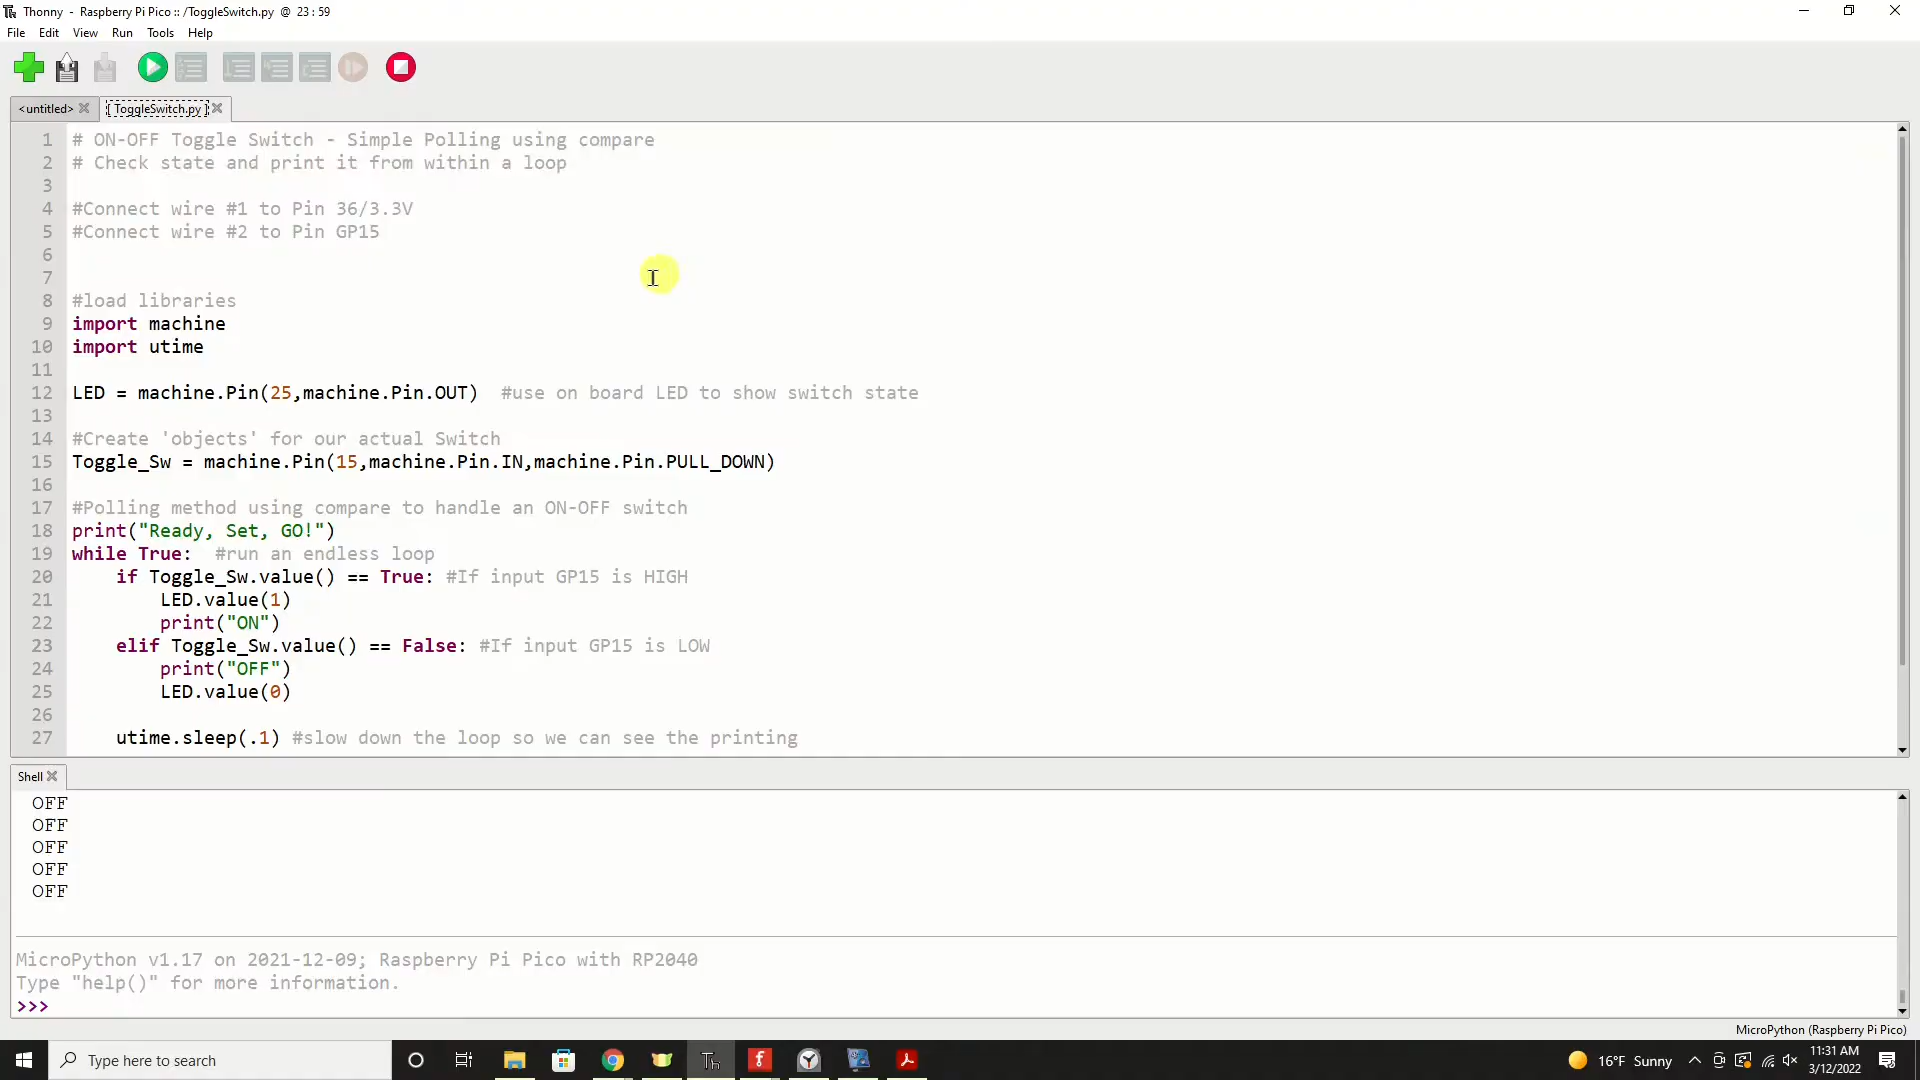 Thonny - Raspberry Pi Pico :: /ToggleSwitch.py @ 23 : 59
File Edit View Run Tools Help
<untitled> [ ToggleSwitch.py ]
1 # ON-OFF Toggle Switch - Simple Polling using compare
2 # Check state and print it from within a loop
3
4 #Connect wire #1 to Pin 36/3.3V
5 #Connect wire #2 to Pin GP15
6
7
8 #load libraries
9 import machine
10 import utime
11
12 LED = machine.Pin(25,machine.Pin.OUT)  #use on board LED to show switch state
13
14 #Create 'objects' for our actual Switch
15 Toggle_Sw = machine.Pin(15,machine.Pin.IN,machine.Pin.PULL_DOWN)
16
17 #Polling method using compare to handle an ON-OFF switch
18 print("Ready, Set, GO!")
19 while True:  #run an endless loop
20     if Toggle_Sw.value() == True: #If input GP15 is HIGH
21         LED.value(1)
22         print("ON")
23     elif Toggle_Sw.value() == False: #If input GP15 is LOW
24         print("OFF")
25         LED.value(0)
26
27     utime.sleep(.1) #slow down the loop so we can see the printing
Shell
OFF
OFF
OFF
OFF
OFF
MicroPython v1.17 on 2021-12-09; Raspberry Pi Pico with RP2040
Type "help()" for more information.
>>>
MicroPython (Raspberry Pi Pico)
Type here to search
Th
16°F Sunny
11:31 AM
3/12/2022